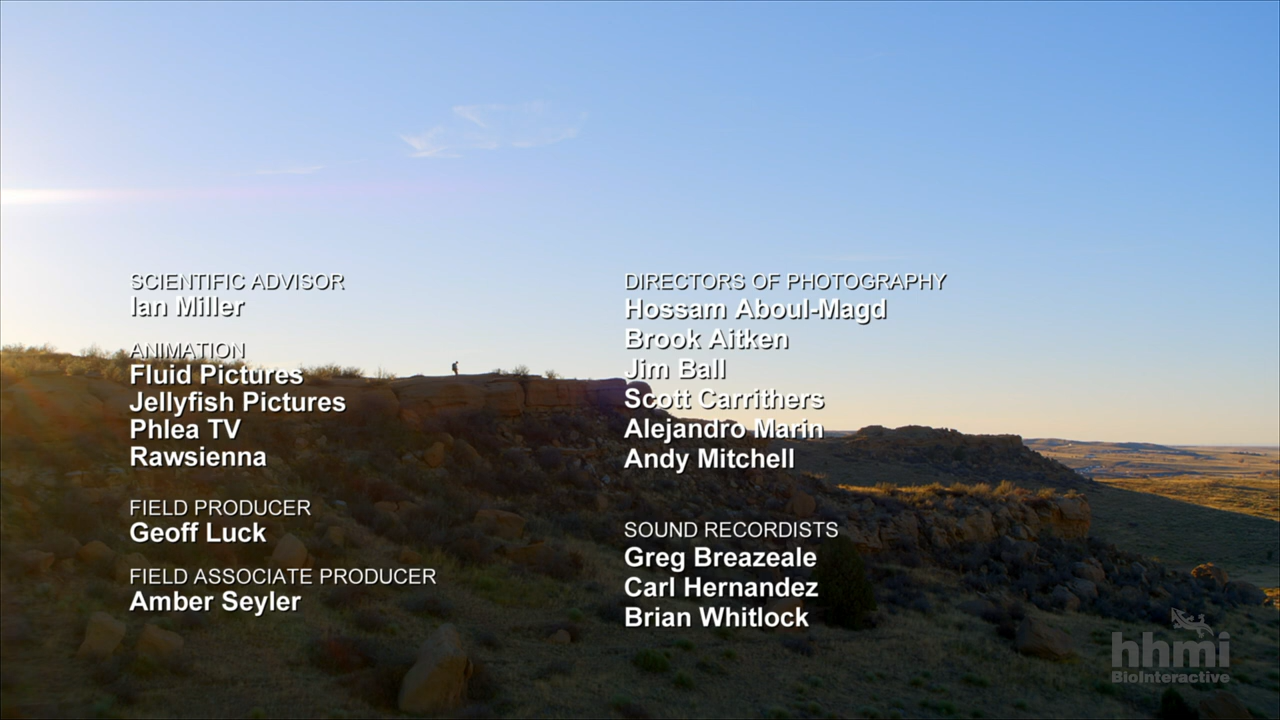 SCIENTIFIC ADVISOR
Ian Miller
ANIMATION
Fluid Pictures
Jellyfish Pictures
Phlea TV
Rawsienna
FIELD PRODUCER
Geoff Luck
FIELD ASSOCIATE PRODUCER
Amber Seyler
DIRECTORS OF PHOTOGRAPHY
Hossam Aboul-Magd
Brook Aitken
Jim Ball
Scott Carrithers
Alejandro Marin
Andy Mitchell
SOUND RECORDISTS
Greg Breazeale
Carl Hernandez
Brian Whitlock
hhmi
BioInteractive